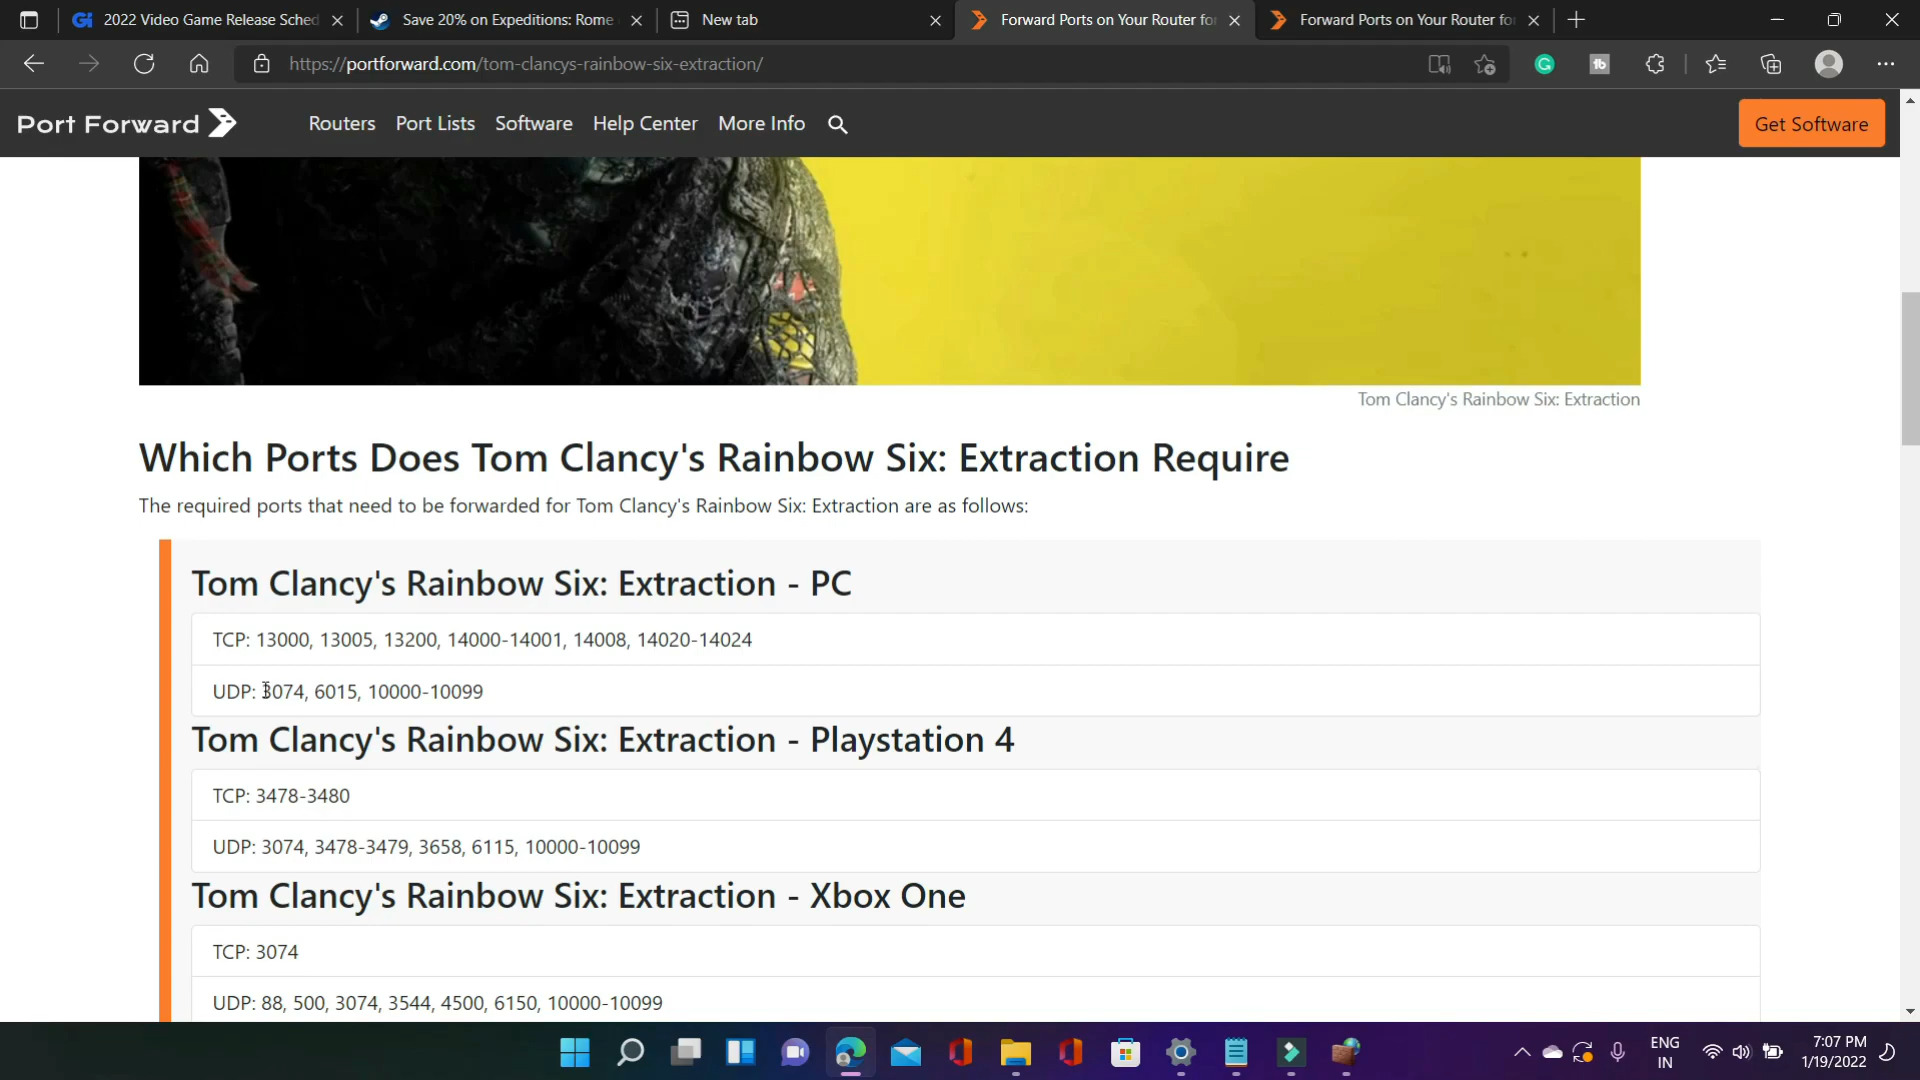 2022 Video Game Release Sched
Save 20% on Expeditions: Rome
New tab
Forward Ports on Your Router fo
Forward Ports on Your Router fo
https://portforward.com/tom-clancys-rainbow-six-extraction/
Port Forward
Routers
Port Lists
Software
Help Center
More Info
Get Software
Tom Clancy's Rainbow Six: Extraction
Which Ports Does Tom Clancy's Rainbow Six: Extraction Require
The required ports that need to be forwarded for Tom Clancy's Rainbow Six: Extraction are as follows:
Tom Clancy's Rainbow Six: Extraction - PC
TCP: 13000, 13005, 13200, 14000-14001, 14008, 14020-14024
UDP: 3074, 6015, 10000-10099
Tom Clancy's Rainbow Six: Extraction - Playstation 4
TCP: 3478-3480
UDP: 3074, 3478-3479, 3658, 6115, 10000-10099
Tom Clancy's Rainbow Six: Extraction - Xbox One
TCP: 3074
UDP: 88, 500, 3074, 3544, 4500, 6150, 10000-10099
ENG
IN
7:07 PM
1/19/2022